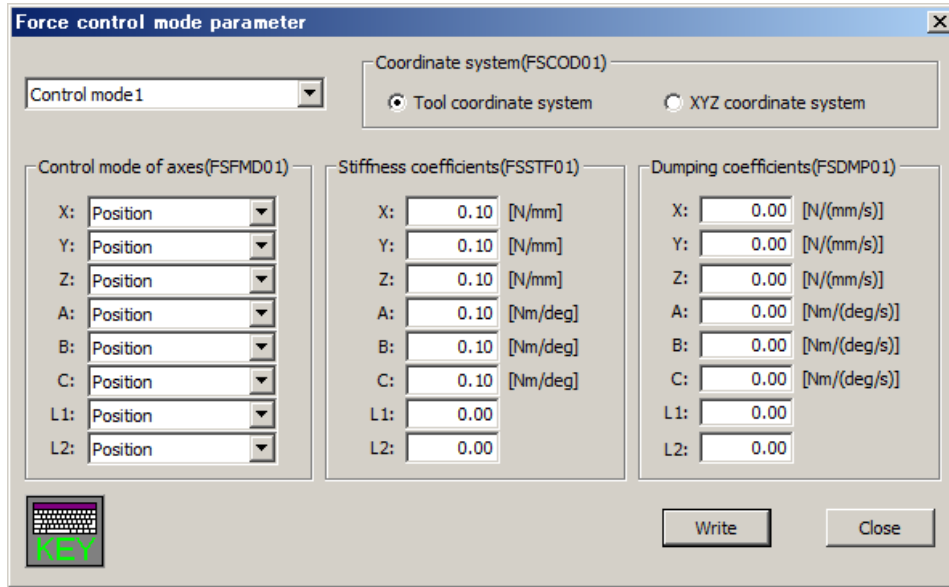 Force control mode parameter
Control mode1
Coordinate system(FSCOD01)
Tool coordinate system
XYZ coordinate system
Control mode of axes(FSFMD01)
X: Position
Y: Position
Z: Position
A: Position
B: Position
C: Position
L1: Position
L2: Position
Stiffness coefficients(FSSTF01)
X: 0.10 [N/mm]
Y: 0.10 [N/mm]
Z: 0.10 [N/mm]
A: 0.10 [Nm/deg]
B: 0.10 [Nm/deg]
C: 0.10 [Nm/deg]
L1: 0.00
L2: 0.00
Dumping coefficients(FSDMP01)
X: 0.00 [N/(mm/s)]
Y: 0.00 [N/(mm/s)]
Z: 0.00 [N/(mm/s)]
A: 0.00 [Nm/(deg/s)]
B: 0.00 [Nm/(deg/s)]
C: 0.00 [Nm/(deg/s)]
L1: 0.00
L2: 0.00
KEY
Write
Close